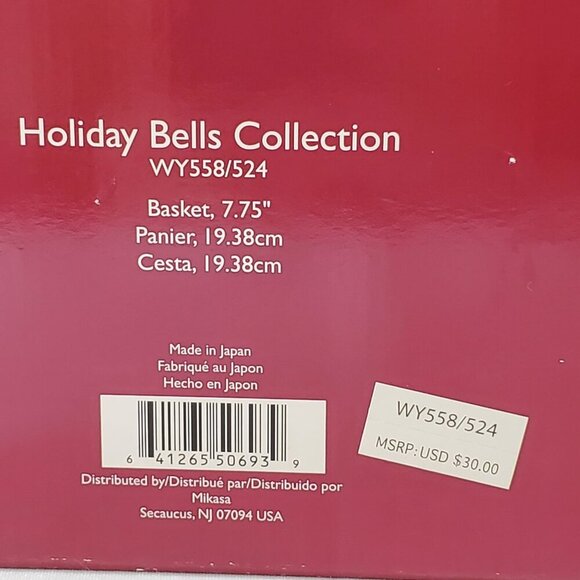 Holiday Bells Collection
WY558/524
Basket, 7.75"
Panier, 19.38cm
Cesta, 19.38cm
Made in Japan
Fabriqué au Japon
Hecho en Japon
6 41265 50693 9
WY558/524
MSRP: USD $30.00
Distributed by/Distribué par/Distribuido por
Mikasa
Secaucus, NJ 07094 USA